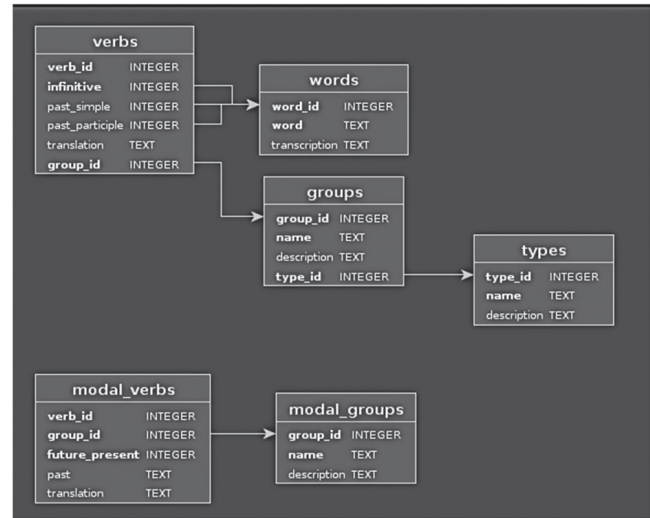 verbs
verb_id INTEGER
infinitive INTEGER
past_simple INTEGER
past_participle INTEGER
translation TEXT
group_id INTEGER
words
word_id INTEGER
word TEXT
transcription TEXT
groups
group_id INTEGER
name TEXT
description TEXT
type_id INTEGER
types
type_id INTEGER
name TEXT
description TEXT
modal_verbs
verb_id INTEGER
group_id INTEGER
future_present INTEGER
past TEXT
translation TEXT
modal_groups
group_id INTEGER
name TEXT
description TEXT